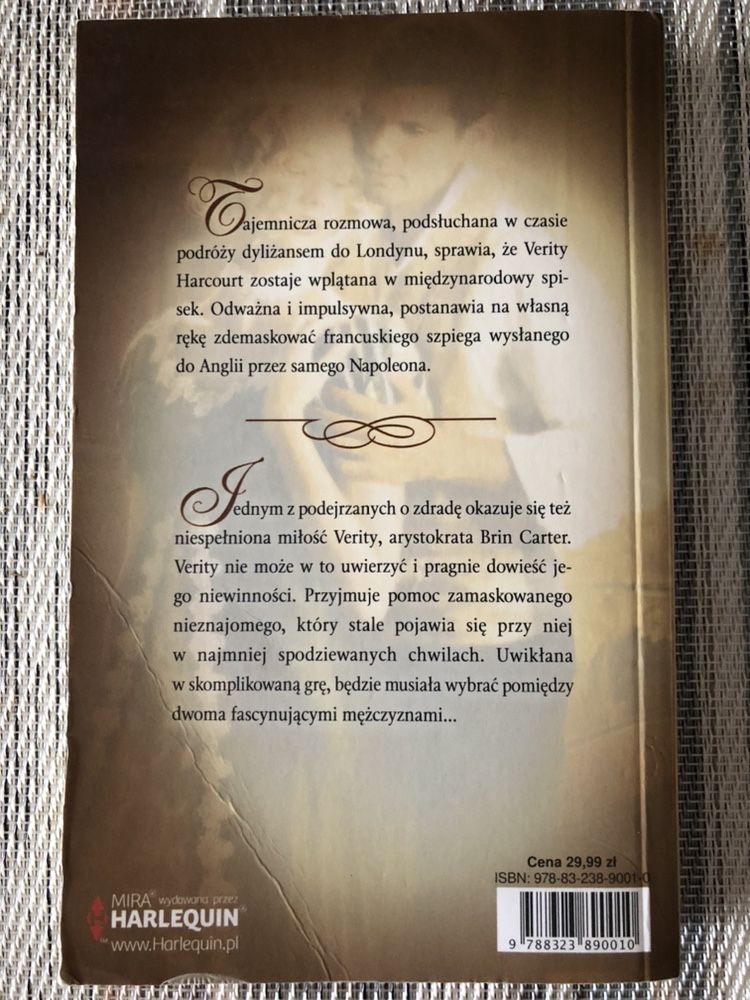 Tajemnicza rozmowa, podsłuchana w czasie
podróży dyliżansem do Londynu, sprawia, że Verity
Harcourt zostaje wplątana w międzynarodowy spi-
sek. Odważna i impulsywna, postanawia na własną
rękę zdemaskować francuskiego szpiega wysłanego
do Anglii przez samego Napoleona.
Jednym z podejrzanych o zdradę okazuje się też
niespełniona miłość Verity, arystokrata Brin Carter.
Verity nie może w to uwierzyć i pragnie dowieść je-
go niewinności. Przyjmuje pomoc zamaskowanego
nieznajomego, który stale pojawia się przy niej
w najmniej spodziewanych chwilach. Uwikłana
w skomplikowaną grę, będzie musiała wybrać pomiędzy
dwoma fascynującymi mężczyznami...
Cena 29,99 zł
ISBN: 978-83-238-9001-0
9 788323 890010
MIRA® wydawana przez
HARLEQUIN®
™ www.Harlequin.pl